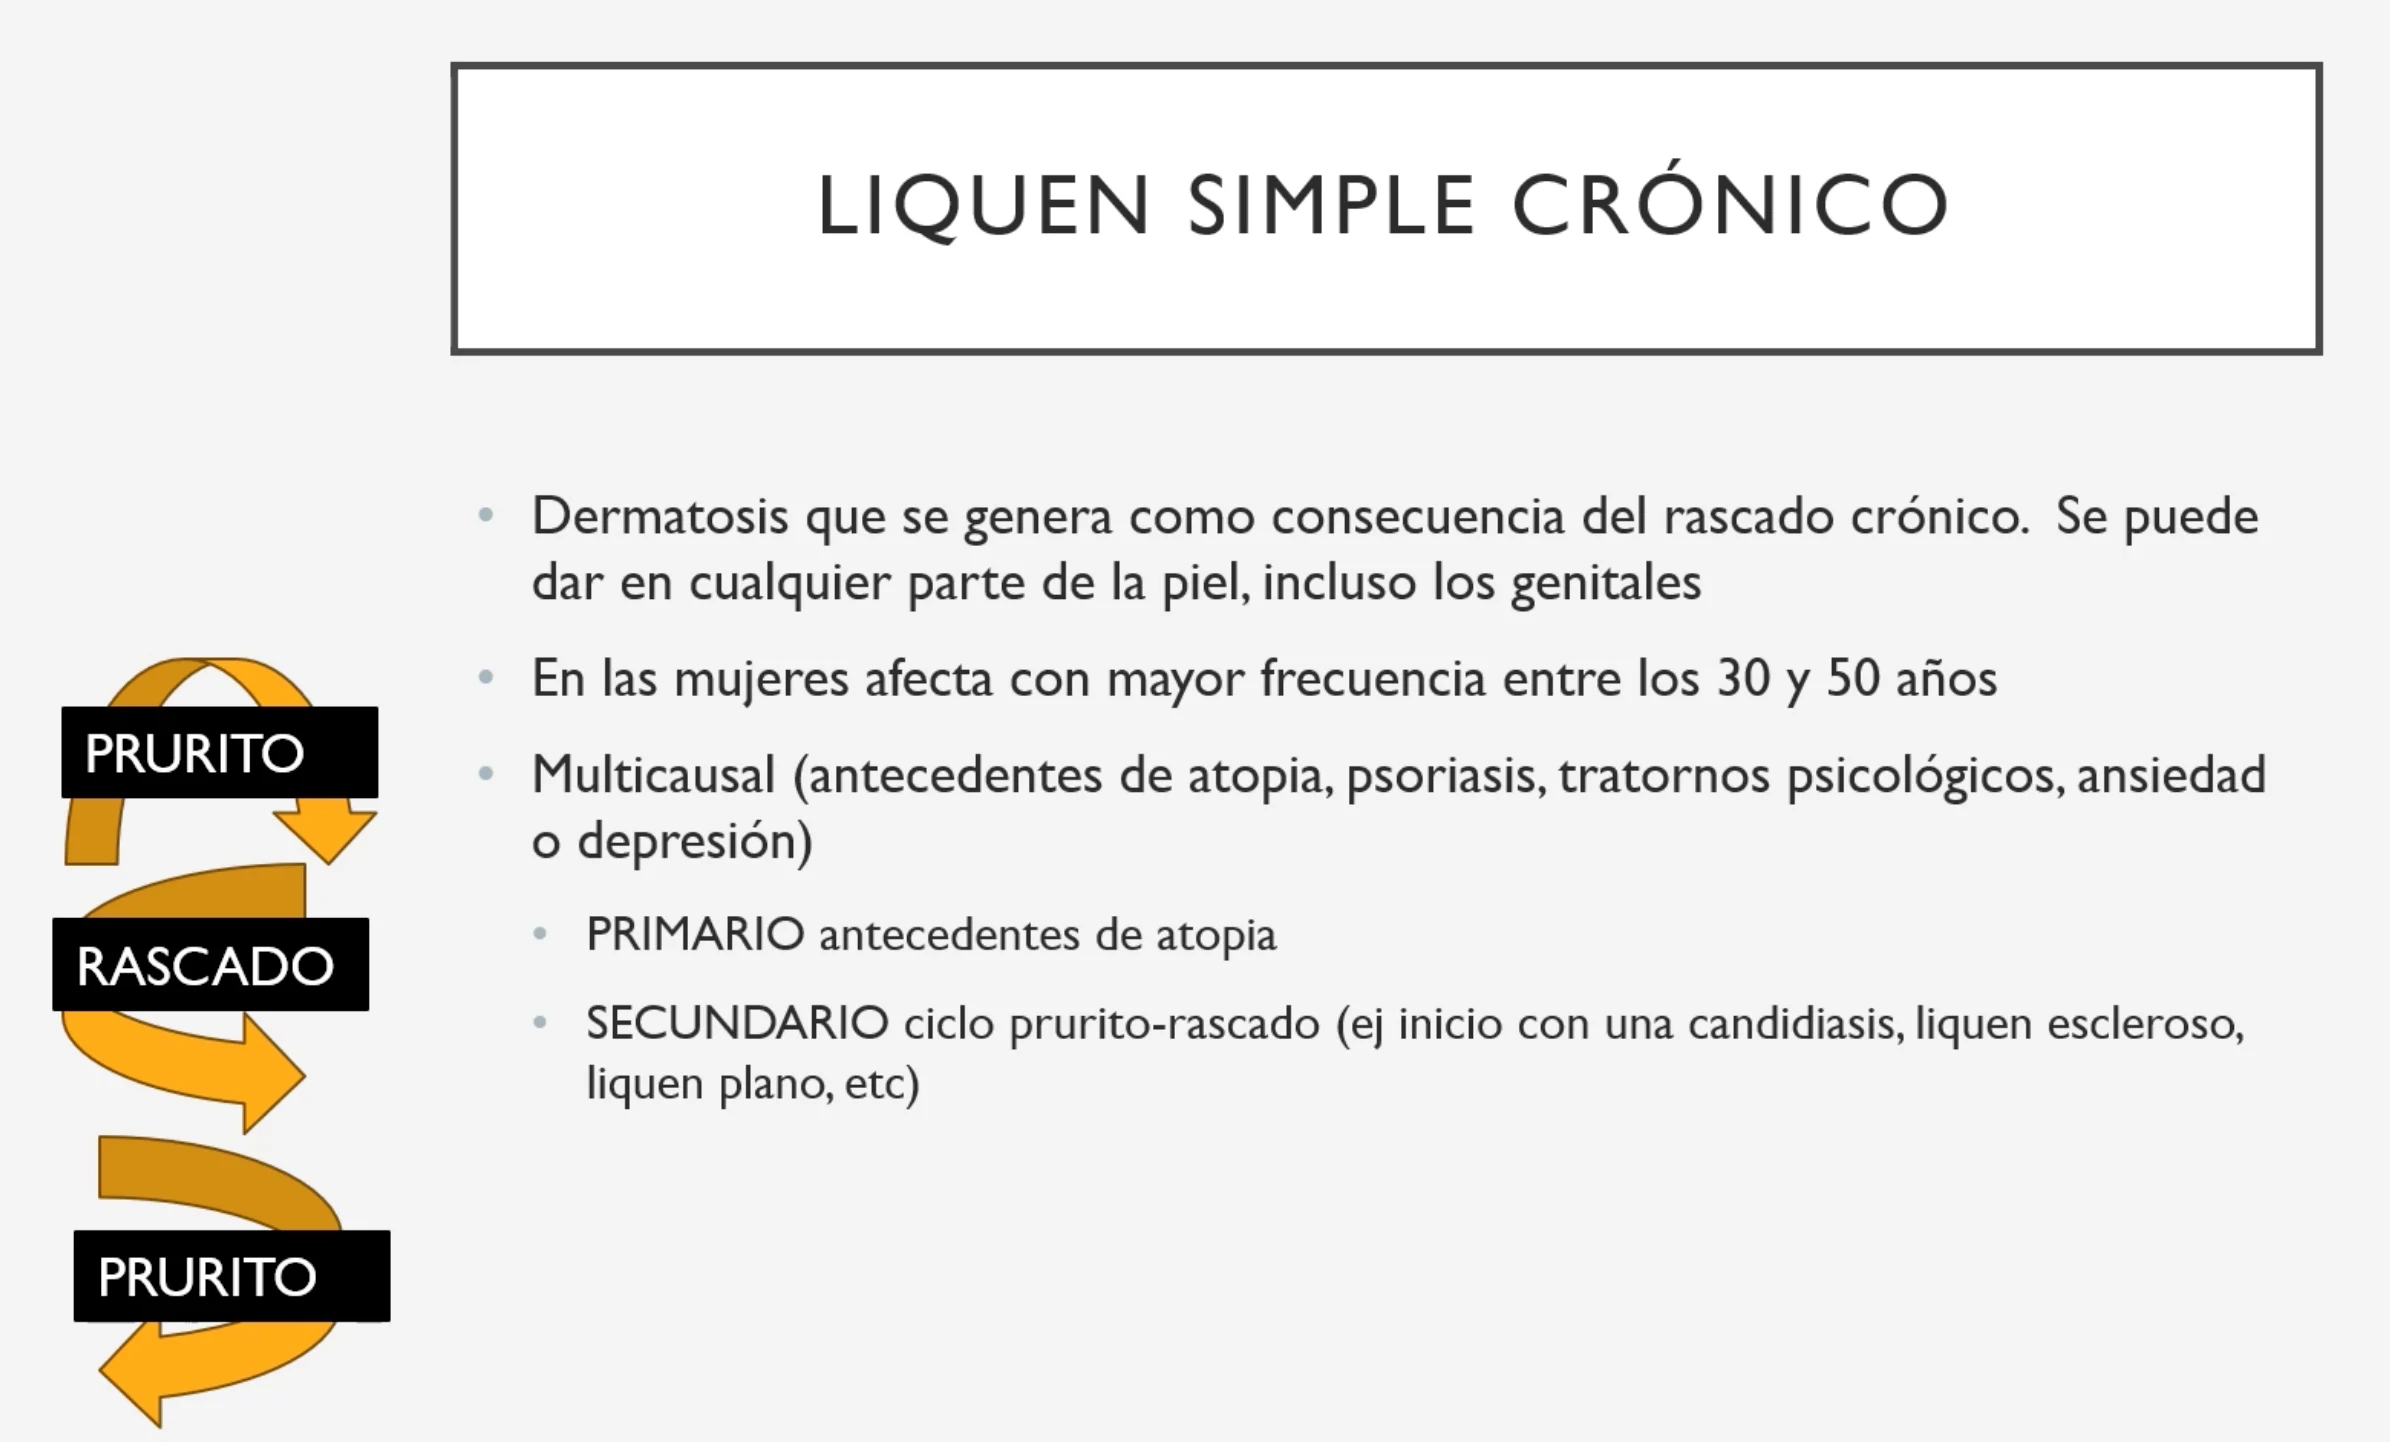 LIQUEN SIMPLE CRÓNICO
• Dermatosis que se genera como consecuencia del rascado crónico.  Se puede
dar en cualquier parte de la piel, incluso los genitales
• En las mujeres afecta con mayor frecuencia entre los 30 y 50 años
• Multicausal (antecedentes de atopia, psoriasis, tratornos psicológicos, ansiedad
o depresión)
• PRIMARIO antecedentes de atopia
• SECUNDARIO ciclo prurito-rascado (ej inicio con una candidiasis, liquen escleroso,
liquen plano, etc)
PRURITO
RASCADO
PRURITO